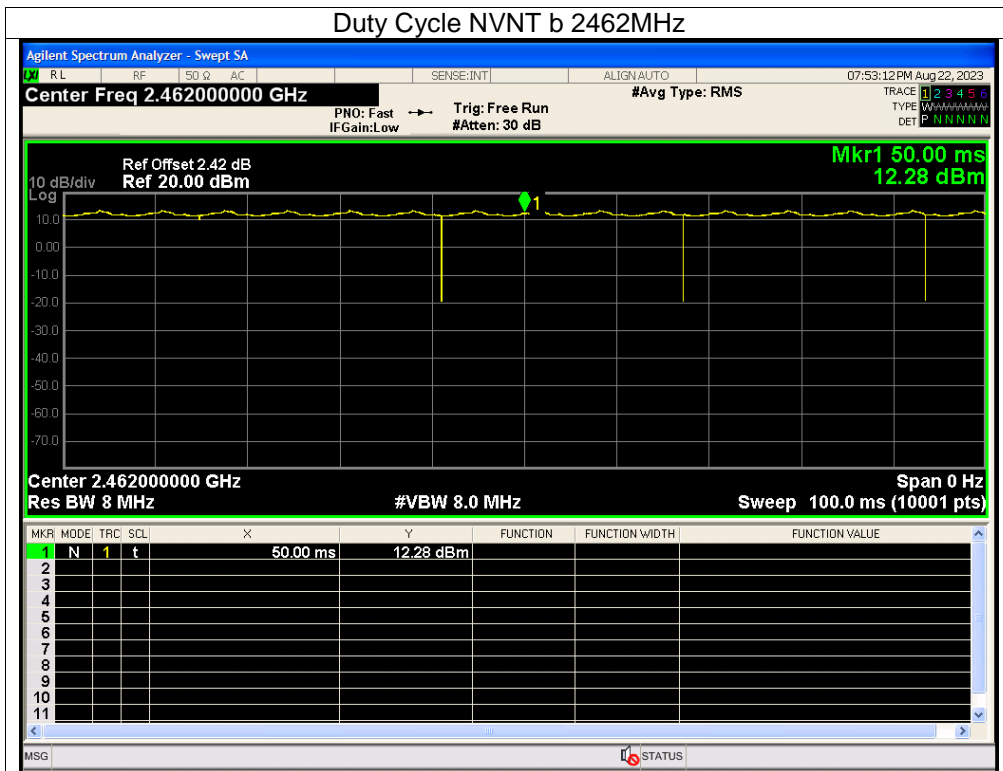 Duty Cycle NVNT b 2462MHz
Agilent Spectrum Analyzer - Swept SA
LXI RL RF 50 Ω AC SENSE:INT ALIGN AUTO 07:53:12 PM Aug 22, 2023
Center Freq 2.462000000 GHz #Avg Type: RMS TRACE 1 2 3 4 5 6
PNO: Fast Trig: Free Run TYPE WWWWWW
IFGain:Low #Atten: 30 dB DET P N N N N N
Mkr1 50.00 ms
Ref Offset 2.42 dB
10 dB/div Ref 20.00 dBm 12.28 dBm
Log
1
10.0
0.00
-10.0
-20.0
-30.0
-40.0
-50.0
-60.0
-70.0
Center 2.462000000 GHz Span 0 Hz
Res BW 8 MHz #VBW 8.0 MHz Sweep 100.0 ms (10001 pts)
MKR MODE TRC SCL X Y FUNCTION FUNCTION WIDTH FUNCTION VALUE
1 N 1 t 50.00 ms 12.28 dBm
2
3
4
5
6
7
8
9
10
11
MSG STATUS